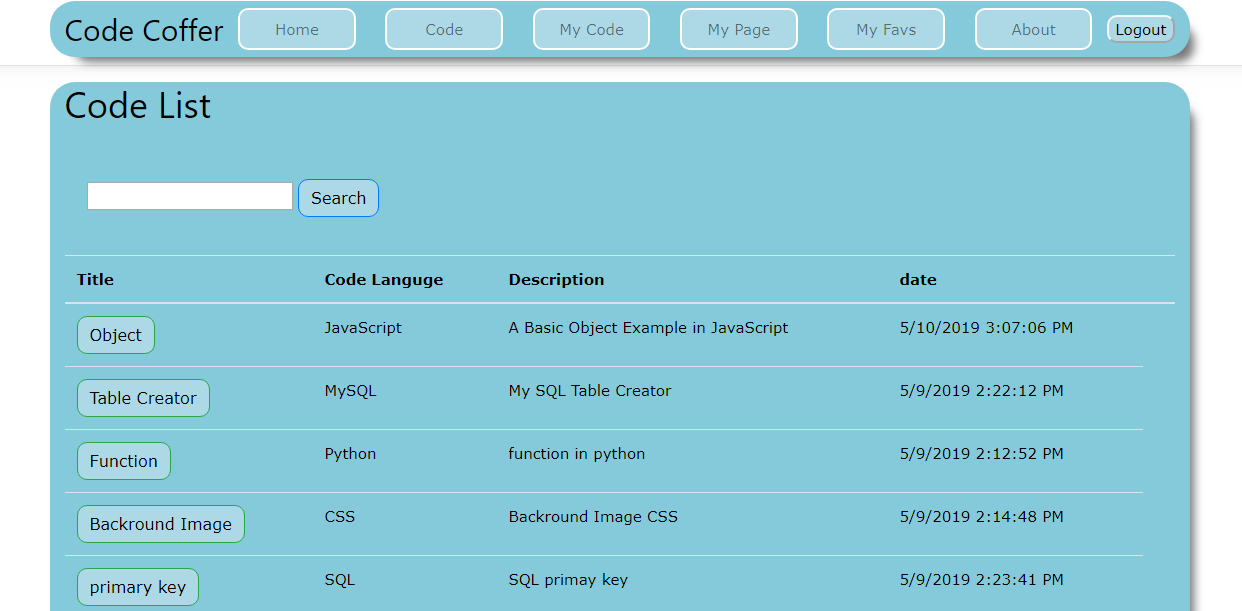 Code Coffer Home Code My Code My Page My Favs About Logout
Code List
Search
Title Code Languge Description date
Object JavaScript A Basic Object Example in JavaScript 5/10/2019 3:07:06 PM
Table Creator MySQL My SQL Table Creator 5/9/2019 2:22:12 PM
Function Python function in python 5/9/2019 2:12:52 PM
Backround Image CSS Backround Image CSS 5/9/2019 2:14:48 PM
primary key SQL SQL primay key 5/9/2019 2:23:41 PM